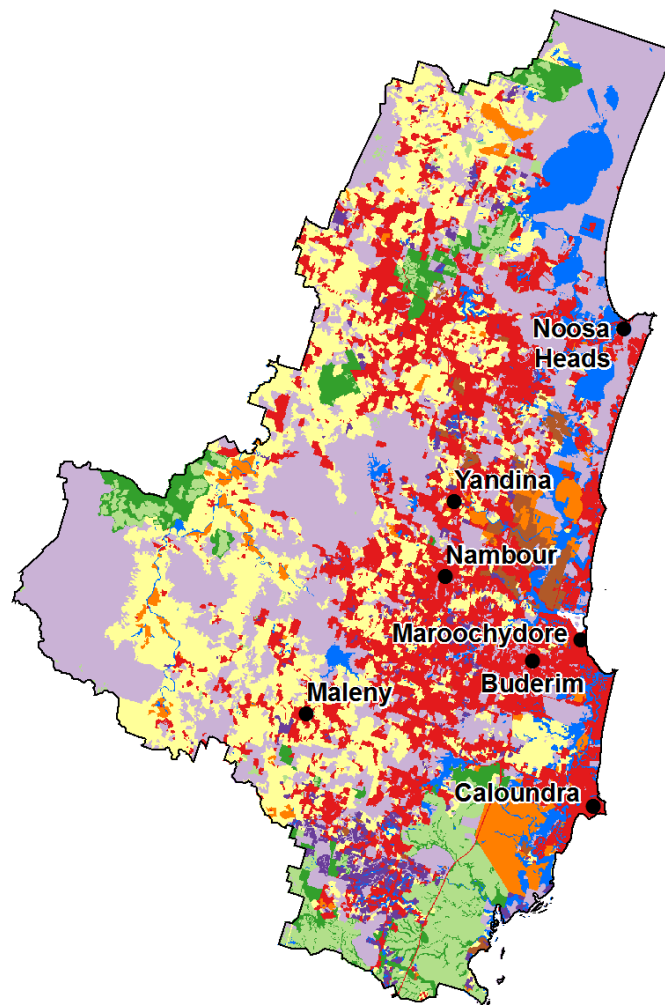 Noosa
Heads
Yandina
Nambour
Maroochydore
Buderim
Maleny
Caloundra